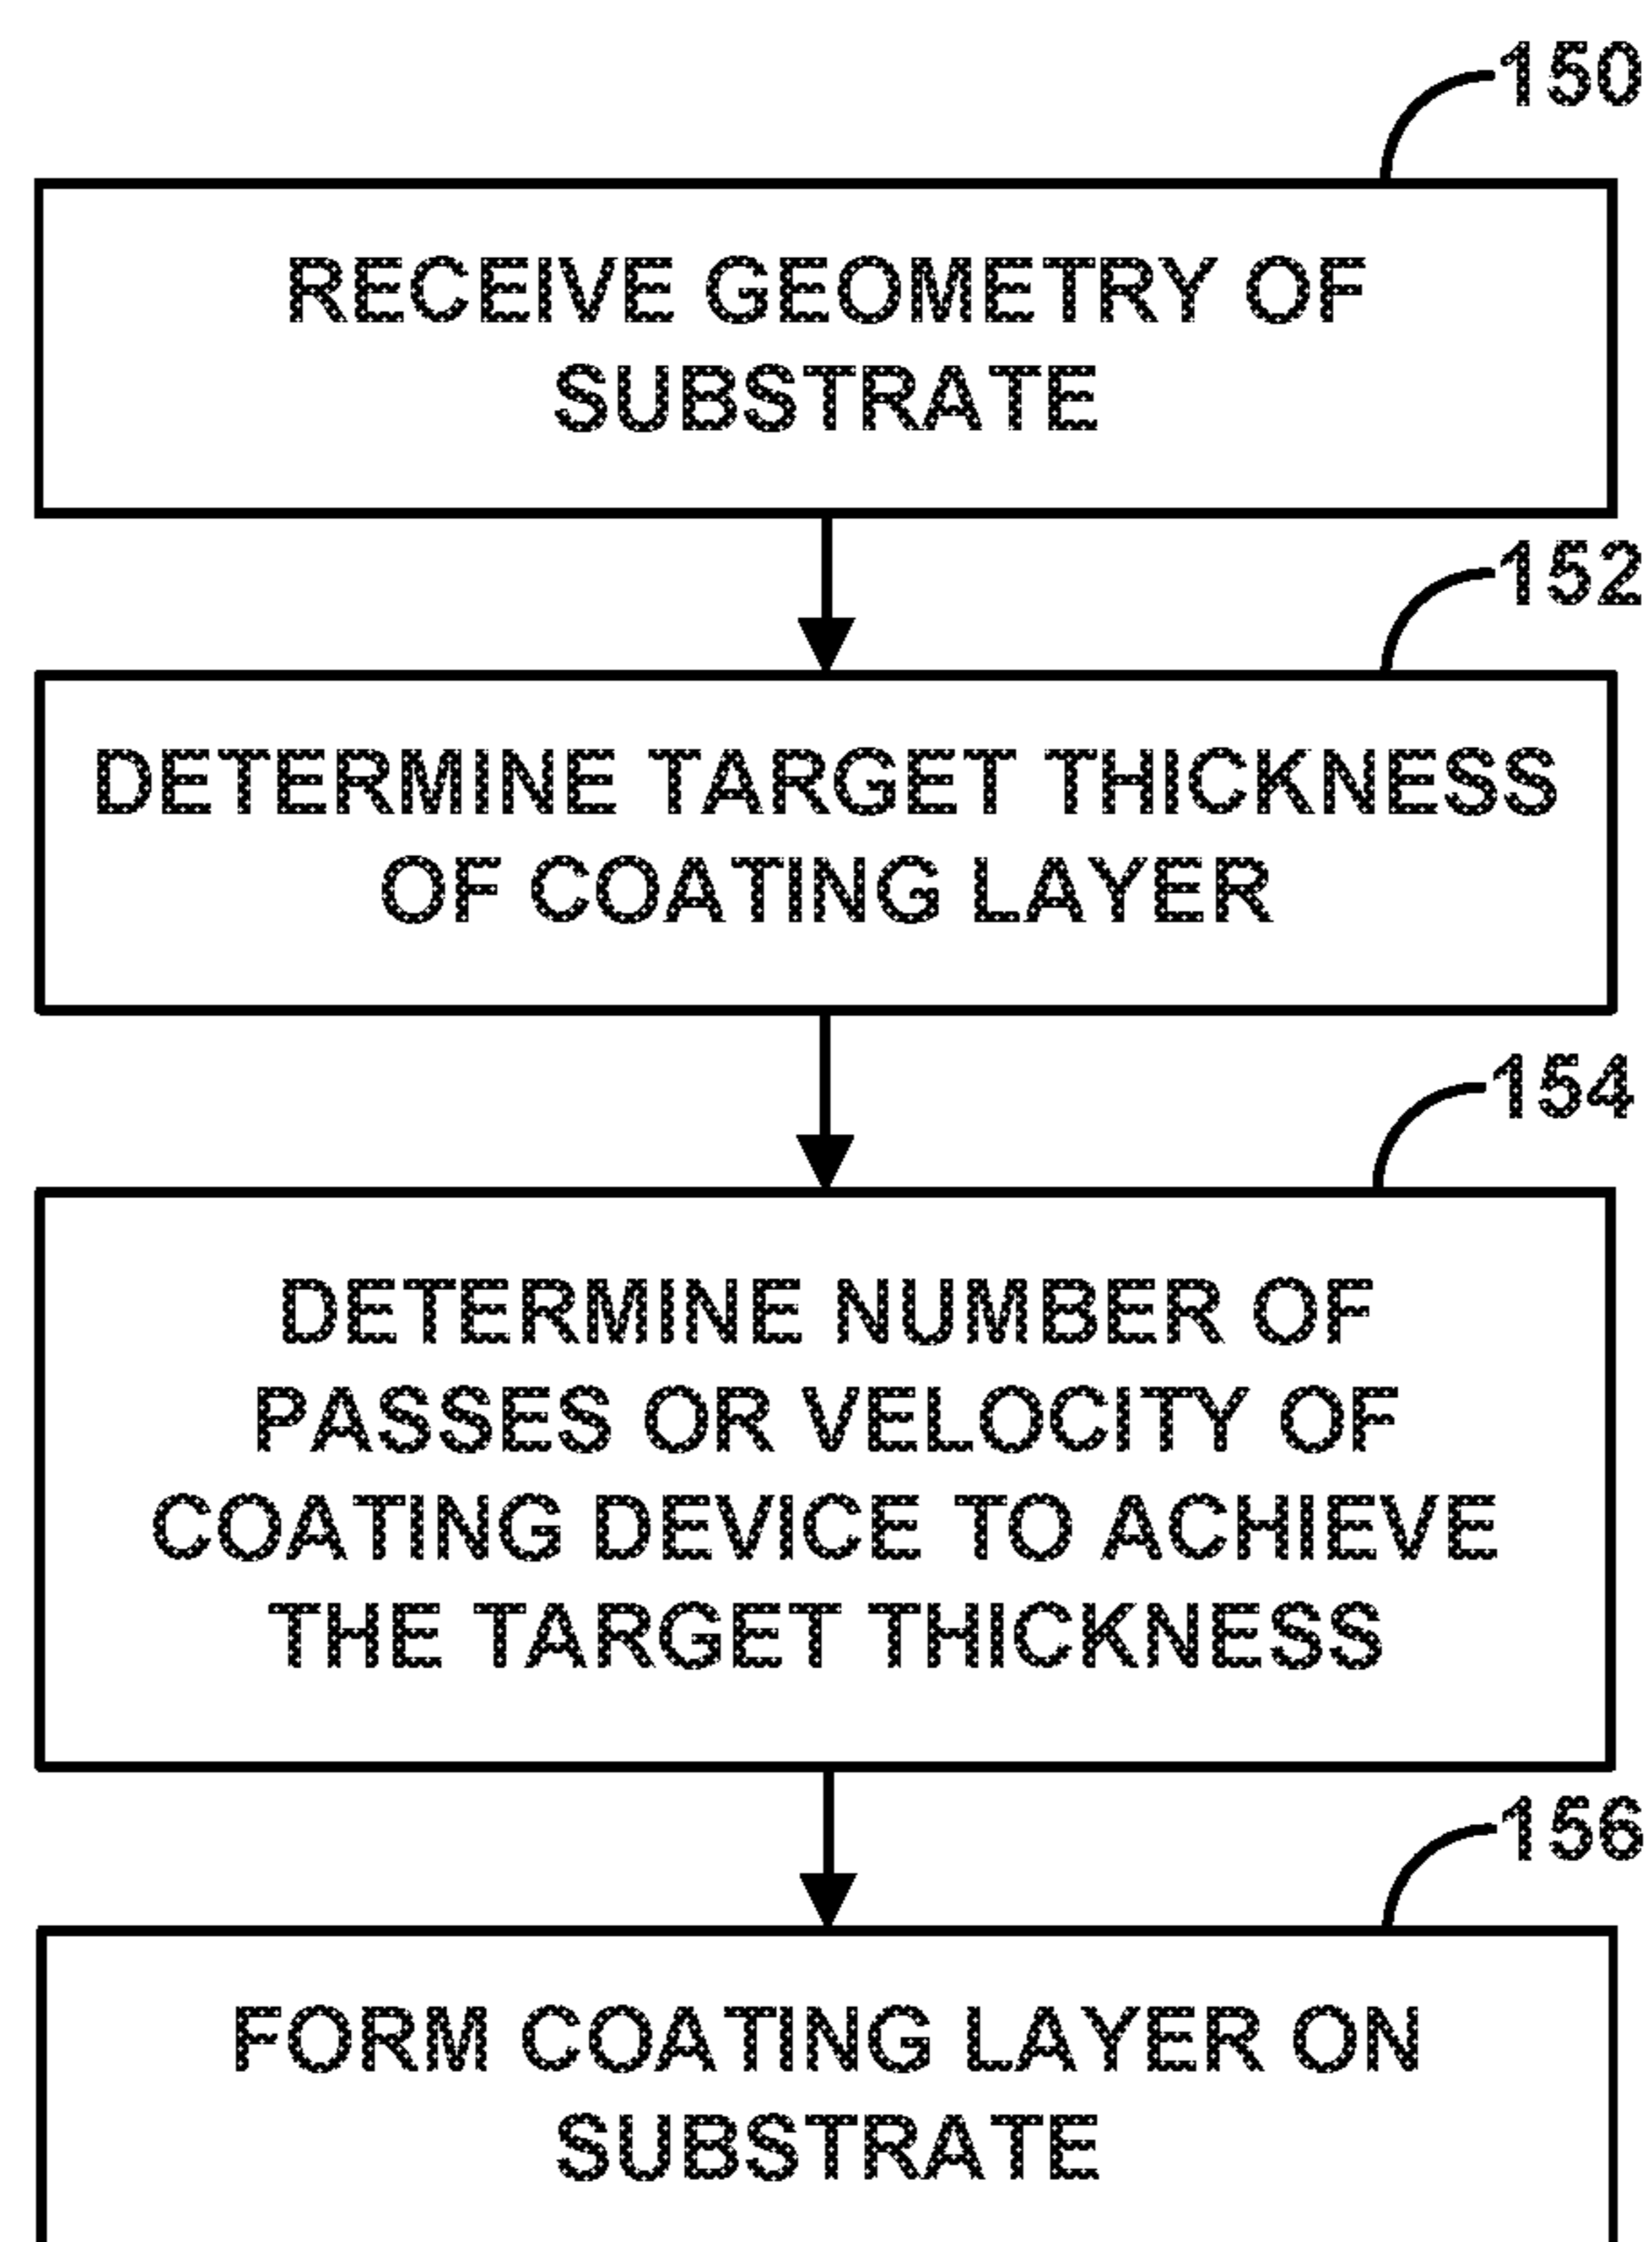 150
RECEIVE GEOMETRY OF
SUBSTRATE
152
DETERMINE TARGET THICKNESS
OF COATING LAYER
154
DETERMINE NUMBER OF
PASSES OR VELOCITY OF
COATING DEVICE TO ACHIEVE
THE TARGET THICKNESS
156
FORM COATING LAYER ON
SUBSTRATE